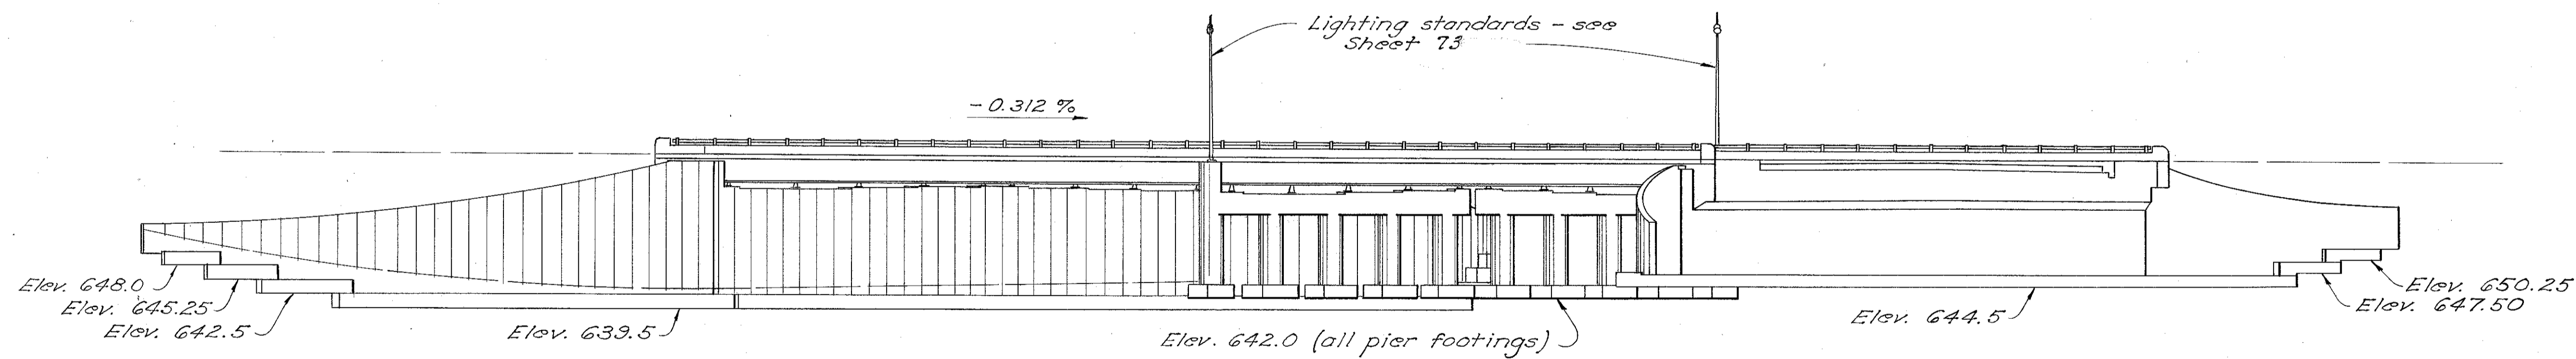 Lighting standards - see
Sheet 73
- 0.312 %
Elev. 648.0
Elev. 645.25
Elev. 642.5
Elev. 639.5
Elev. 642.0 (all pier footings)
Elev. 644.5
Elev. 650.25
Elev. 647.50